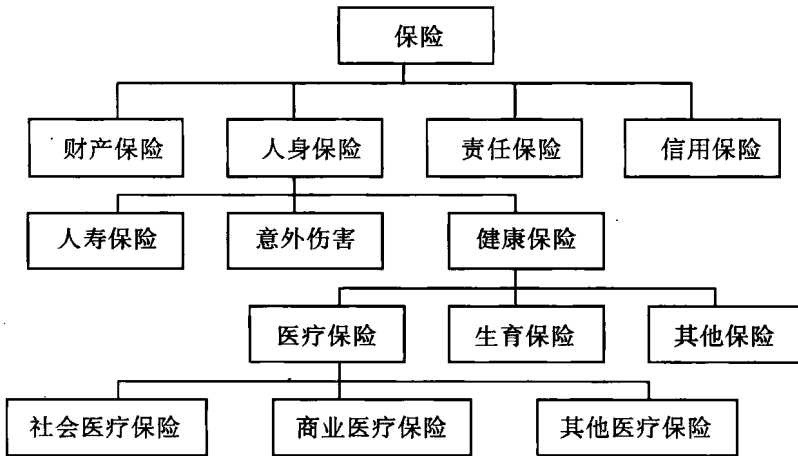 保险
财产保险 人身保险 责任保险 信用保险
人寿保险 意外伤害 健康保险
医疗保险 生育保险 其他保险
社会医疗保险 商业医疗保险 其他医疗保险